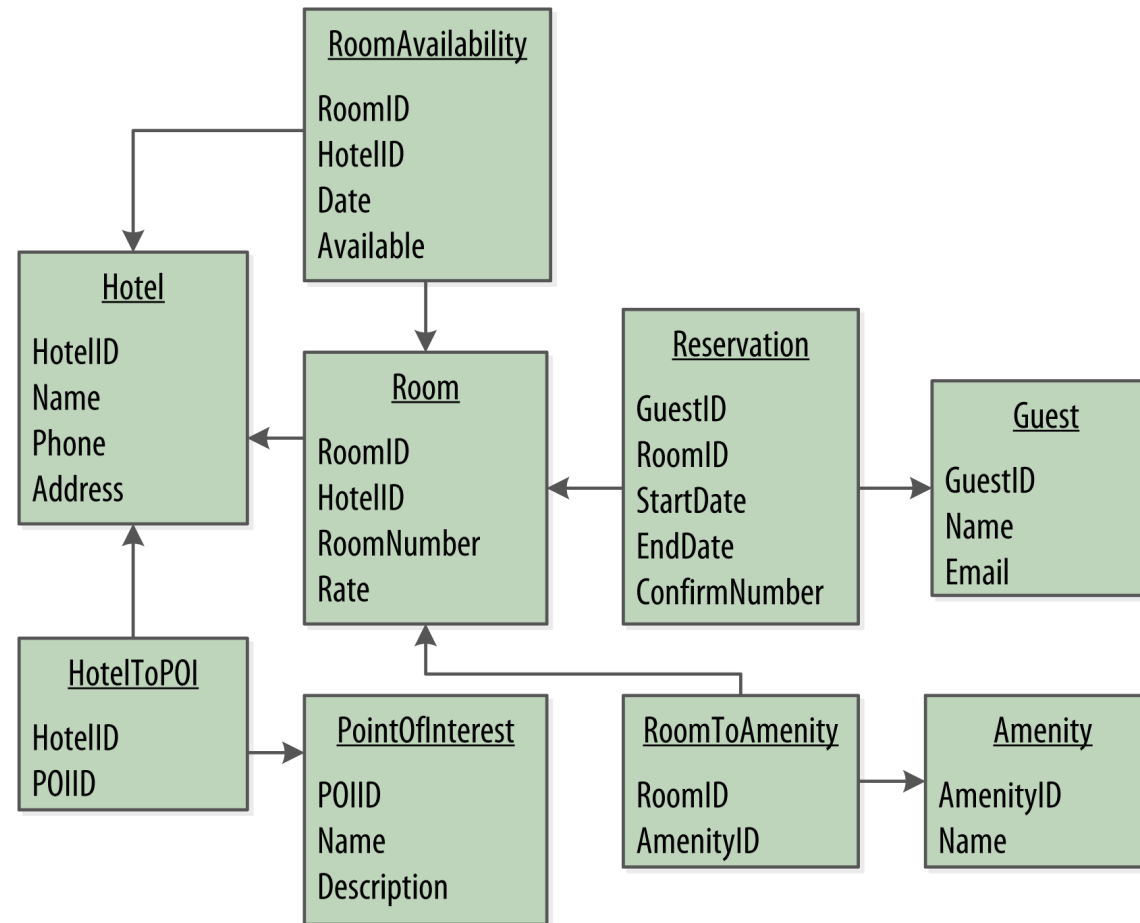 RoomAvailability
RoomID
HotelID
Date
Available
Hotel
HotelID
Name
Phone
Address
Room
RoomID
HotelID
RoomNumber
Rate
Reservation
GuestID
RoomID
StartDate
EndDate
ConfirmNumber
Guest
GuestID
Name
Email
HotelToPOI
HotelID
POIID
PointOfInterest
POIID
Name
Description
RoomToAmenity
RoomID
AmenityID
Amenity
AmenityID
Name